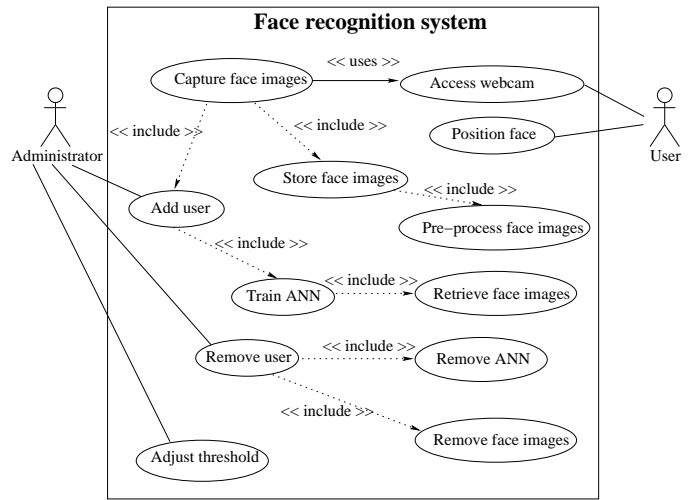 Face recognition system
<< uses >>
Capture face images
Access webcam
<< include >>
<< include >>
Position face
Administrator
User
Store face images
<< include >>
Add user
Pre-process face images
<< include >>
<< include >>
Train ANN
Retrieve face images
<< include >>
Remove user
Remove ANN
<< include >>
Remove face images
Adjust threshold